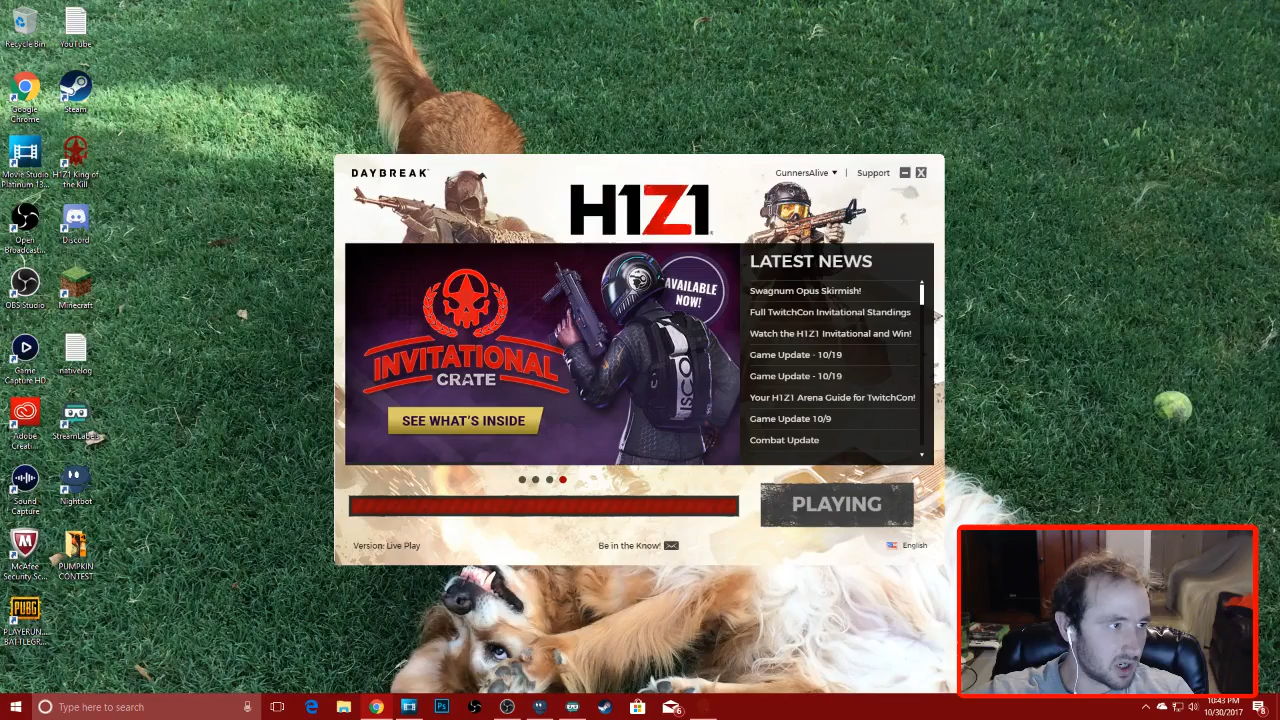 Recycle Bin
YouTube
Google
Chrome
Steam
Movie Studio
Platinum 13...
H1Z1 King of
the Kill
Open
Broadcast...
Discord
OBS Studio
Minecraft
Game
Capture HD
nativelog
Adobe
Creati...
StreamLabels
Sound
Capture
Nightbot
McAfee
Security Sc...
PUMPKIN
CONTEST
PUBG
PLAYERUN...
BATTLEGR...
DAYBREAK
GunnersAlive
Support
H1Z1
AVAILABLE
NOW!
INVITATIONAL
CRATE
SEE WHAT'S INSIDE
LATEST NEWS
Swagnum Opus Skirmish!
Full TwitchCon Invitational Standings
Watch the H1Z1 Invitational and Win!
Game Update - 10/19
Game Update - 10/19
Your H1Z1 Arena Guide for TwitchCon!
Game Update 10/9
Combat Update
PLAYING
Version: Live Play
Be in the Know!
English
Type here to search
10:43 PM
10/30/2017